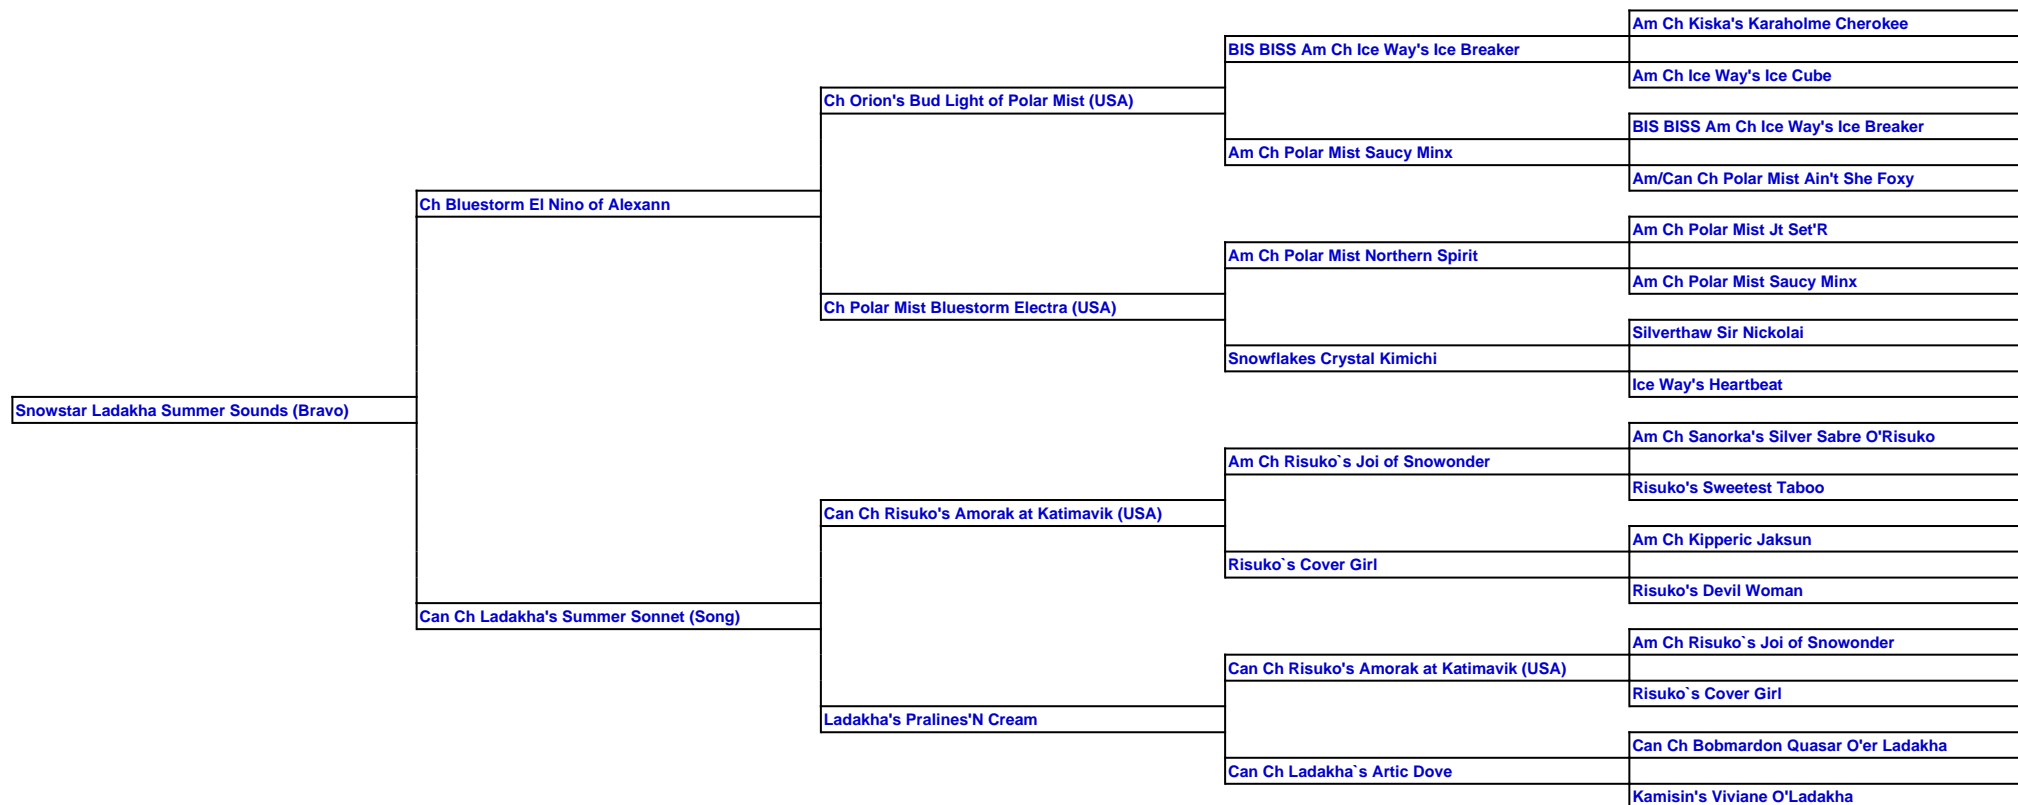 Am Ch Kiska's Karaholme Cherokee
BIS BISS Am Ch Ice Way's Ice Breaker
Am Ch Ice Way's Ice Cube
Ch Orion's Bud Light of Polar Mist (USA)
BIS BISS Am Ch Ice Way's Ice Breaker
Am Ch Polar Mist Saucy Minx
Am/Can Ch Polar Mist Ain't She Foxy
Ch Bluestorm El Nino of Alexann
Am Ch Polar Mist Jt Set'R
Am Ch Polar Mist Northern Spirit
Am Ch Polar Mist Saucy Minx
Ch Polar Mist Bluestorm Electra (USA)
Silverthaw Sir Nickolai
Snowflakes Crystal Kimichi
Ice Way's Heartbeat
Snowstar Ladakha Summer Sounds (Bravo)
Am Ch Sanorka's Silver Sabre O'Risuko
Am Ch Risuko`s Joi of Snowonder
Risuko's Sweetest Taboo
Can Ch Risuko's Amorak at Katimavik (USA)
Am Ch Kipperic Jaksun
Risuko`s Cover Girl
Risuko's Devil Woman
Can Ch Ladakha's Summer Sonnet (Song)
Am Ch Risuko`s Joi of Snowonder
Can Ch Risuko's Amorak at Katimavik (USA)
Risuko`s Cover Girl
Ladakha's Pralines'N Cream
Can Ch Bobmardon Quasar O'er Ladakha
Can Ch Ladakha`s Artic Dove
Kamisin's Viviane O'Ladakha